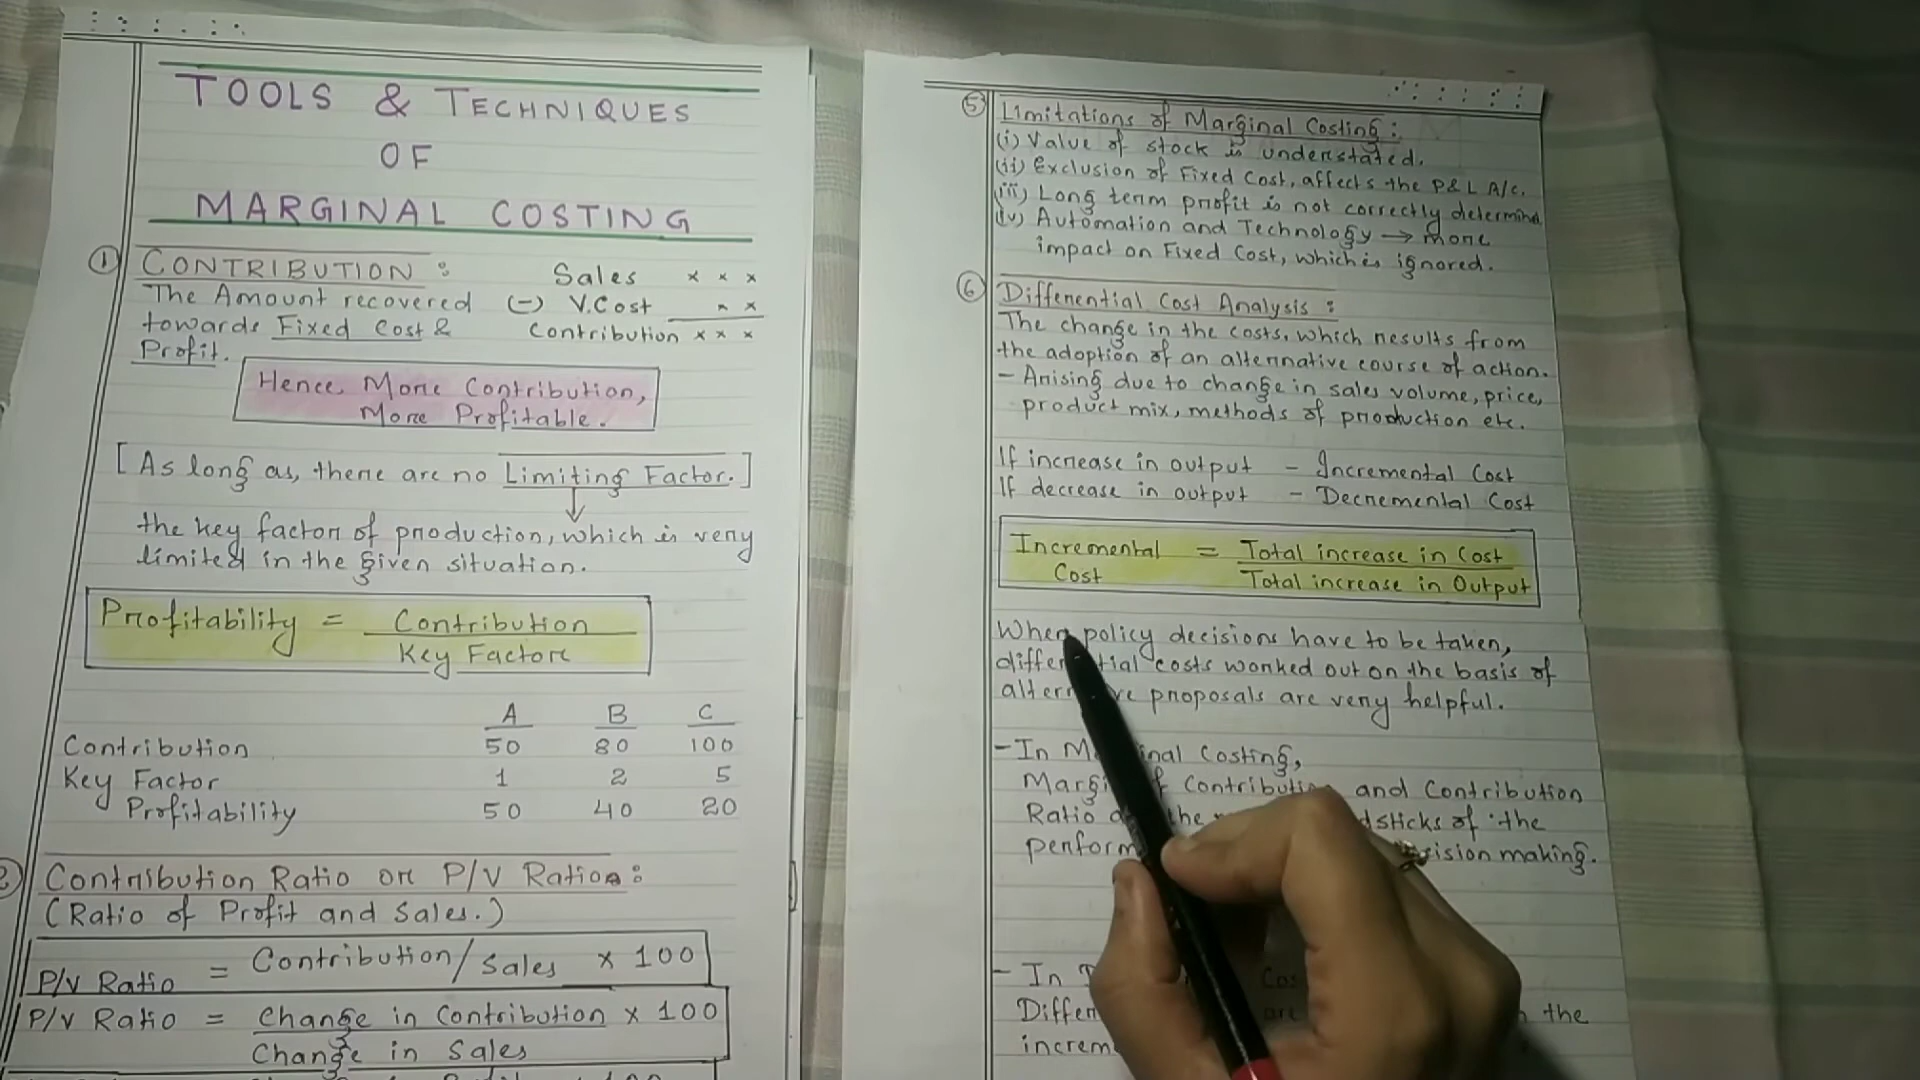 TOOLS & TECHNIQUES
OF
MARGINAL COSTING
① CONTRIBUTION :
The Amount recovered
towards Fixed Cost &
Profit.
Sales x x x
(-) V.Cost x x
Contribution x x x
Hence, More Contribution,
More Profitable.
[As long as, there are no Limiting Factor.]
↓
the key factor of production, which is very
limited in the given situation.
Profitability = Contribution
Key Factor
A B C
Contribution 50 80 100
Key Factor 1 2 5
Profitability 50 40 20
Contribution Ratio or P/V Ratio:
(Ratio of Profit and Sales.)
P/V Ratio = Contribution/Sales x 100
P/V Ratio = Change in Contribution x 100
Change in Sales
⑤ Limitations of Marginal Costing:
(i) Value of stock is understated.
(ii) Exclusion of Fixed Cost, affects the P&L A/c.
(iii) Long term profit is not correctly determine
(iv) Automation and Technology → more
impact on Fixed Cost, which is ignored.
⑥ Differential Cost Analysis :
The change in the costs, which results from
the adoption of an alternative course of action.
- Arising due to change in sales volume, price,
product mix, methods of production etc.
If increase in output - Incremental Cost
If decrease in output - Decremental Cost
Incremental Cost = Total increase in Cost
Total increase in Output
When policy decisions have to be taken,
differential costs worked out on the basis of
proposals are very helpful.
- In Marginal Costing,
Contribution and Contribution
Ratio the
making.
- In
the